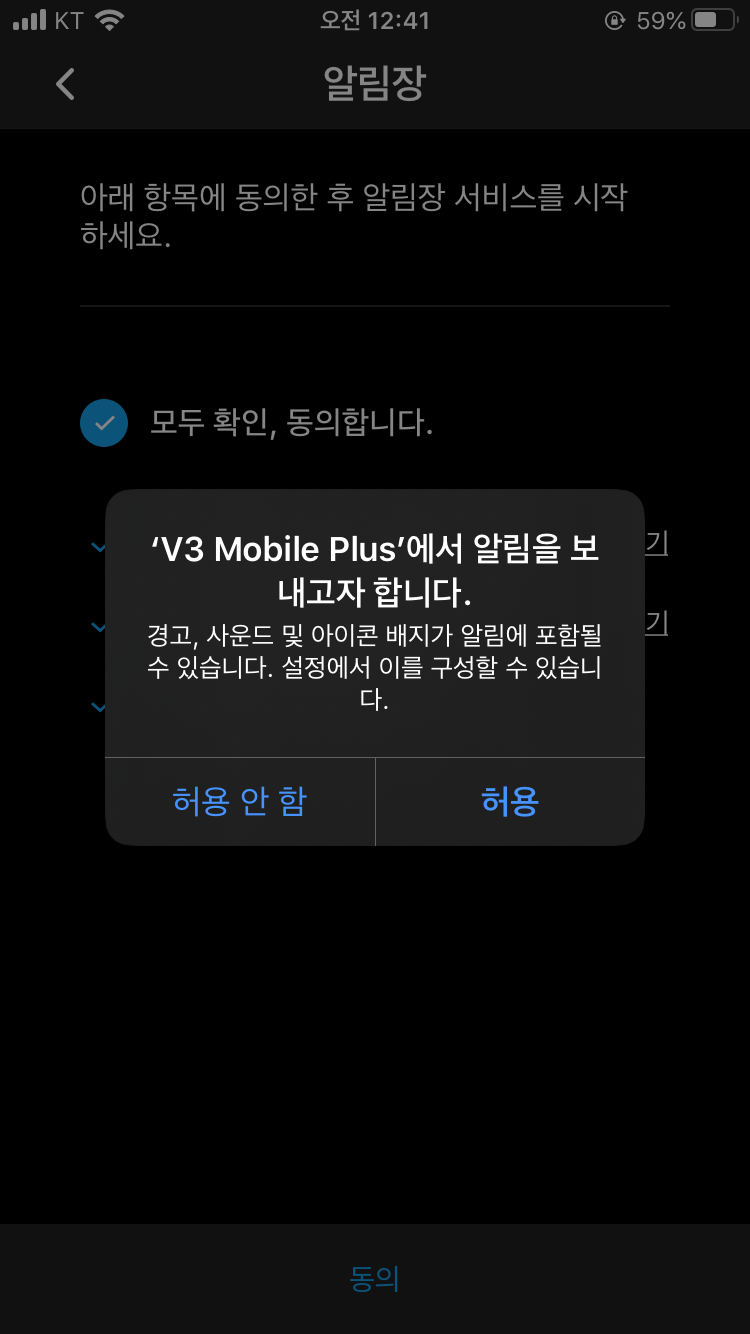 KT 오전 12:41 59%
알림장
아래 항목에 동의한 후 알림장 서비스를 시작
하세요.
모두 확인, 동의합니다.
기
‘V3 Mobile Plus’에서 알림을 보
내고자 합니다.
기
경고, 사운드 및 아이콘 배지가 알림에 포함될
수 있습니다. 설정에서 이를 구성할 수 있습니
다.
허용 안 함 허용
동의